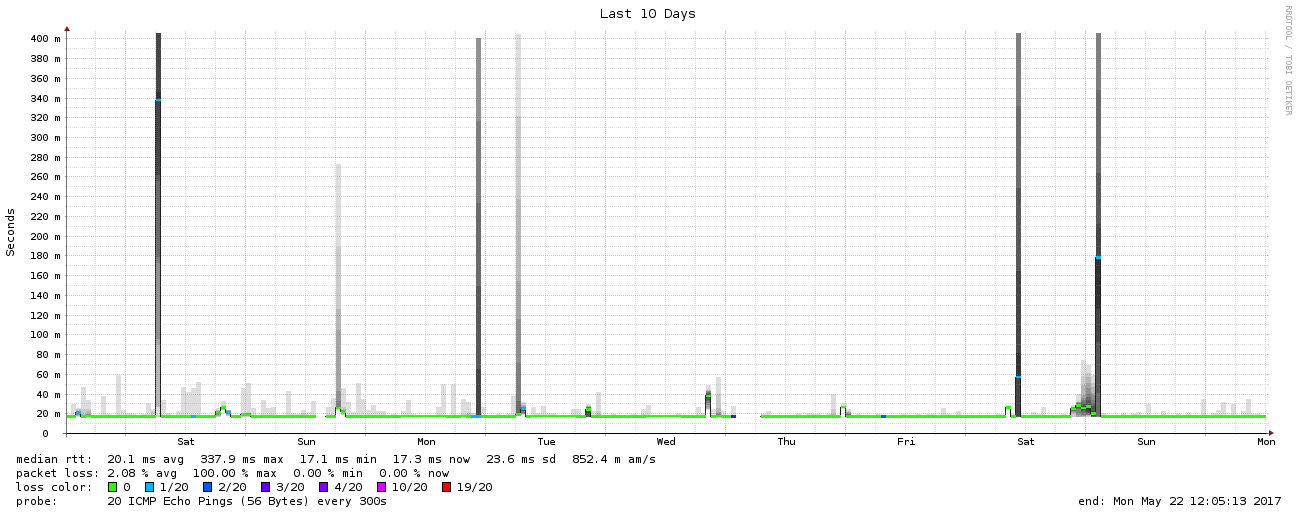 Last 10 Days
RRDTOOL / TOBI OETIKER
Seconds
400 m
380 m
360 m
340 m
320 m
300 m
280 m
260 m
240 m
220 m
200 m
180 m
160 m
140 m
120 m
100 m
80 m
60 m
40 m
20 m
0
Sat Sun Mon Tue Wed Thu Fri Sat Sun Mon
median rtt: 20.1 ms avg 337.9 ms max 17.1 ms min 17.3 ms now 23.6 ms sd 852.4 m am/s
packet loss: 2.08 % avg 100.00 % max 0.00 % min 0.00 % now
loss color: 0 1/20 2/20 3/20 4/20 10/20 19/20
probe: 20 ICMP Echo Pings (56 Bytes) every 300s end: Mon May 22 12:05:13 2017